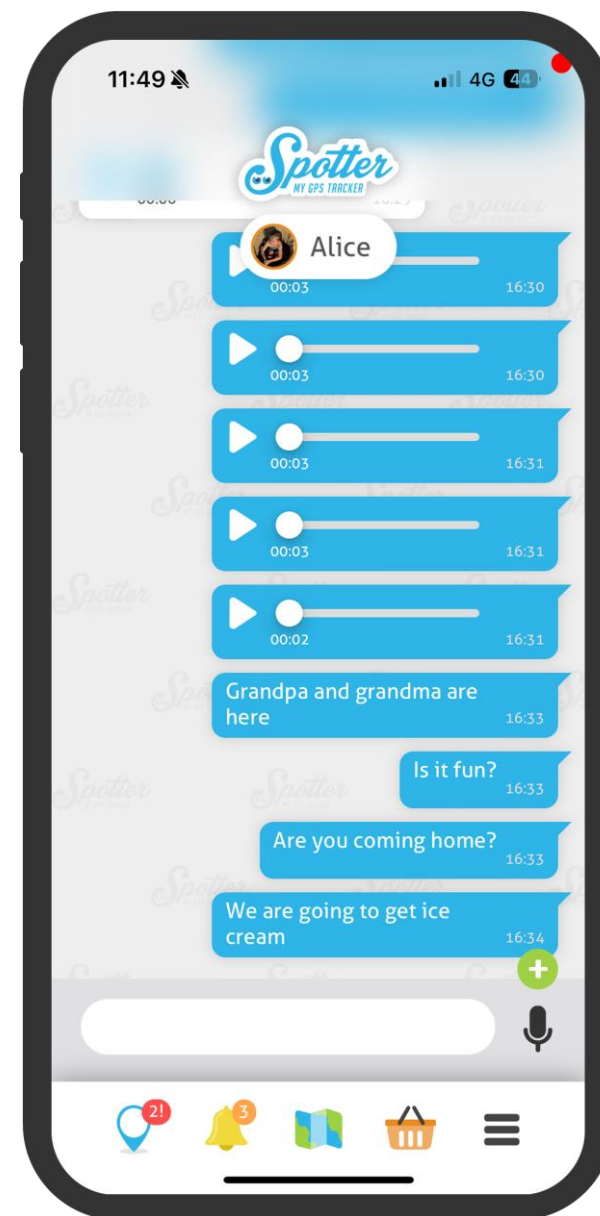 11:49
4G 44
Spotter
MY GPS TRACKER
Alice
00:03 16:30
00:03 16:30
00:03 16:31
00:03 16:31
00:02 16:31
Grandpa and grandma are
here 16:33
Is it fun?
16:33
Are you coming home?
16:33
We are going to get ice
cream 16:34
2!
3